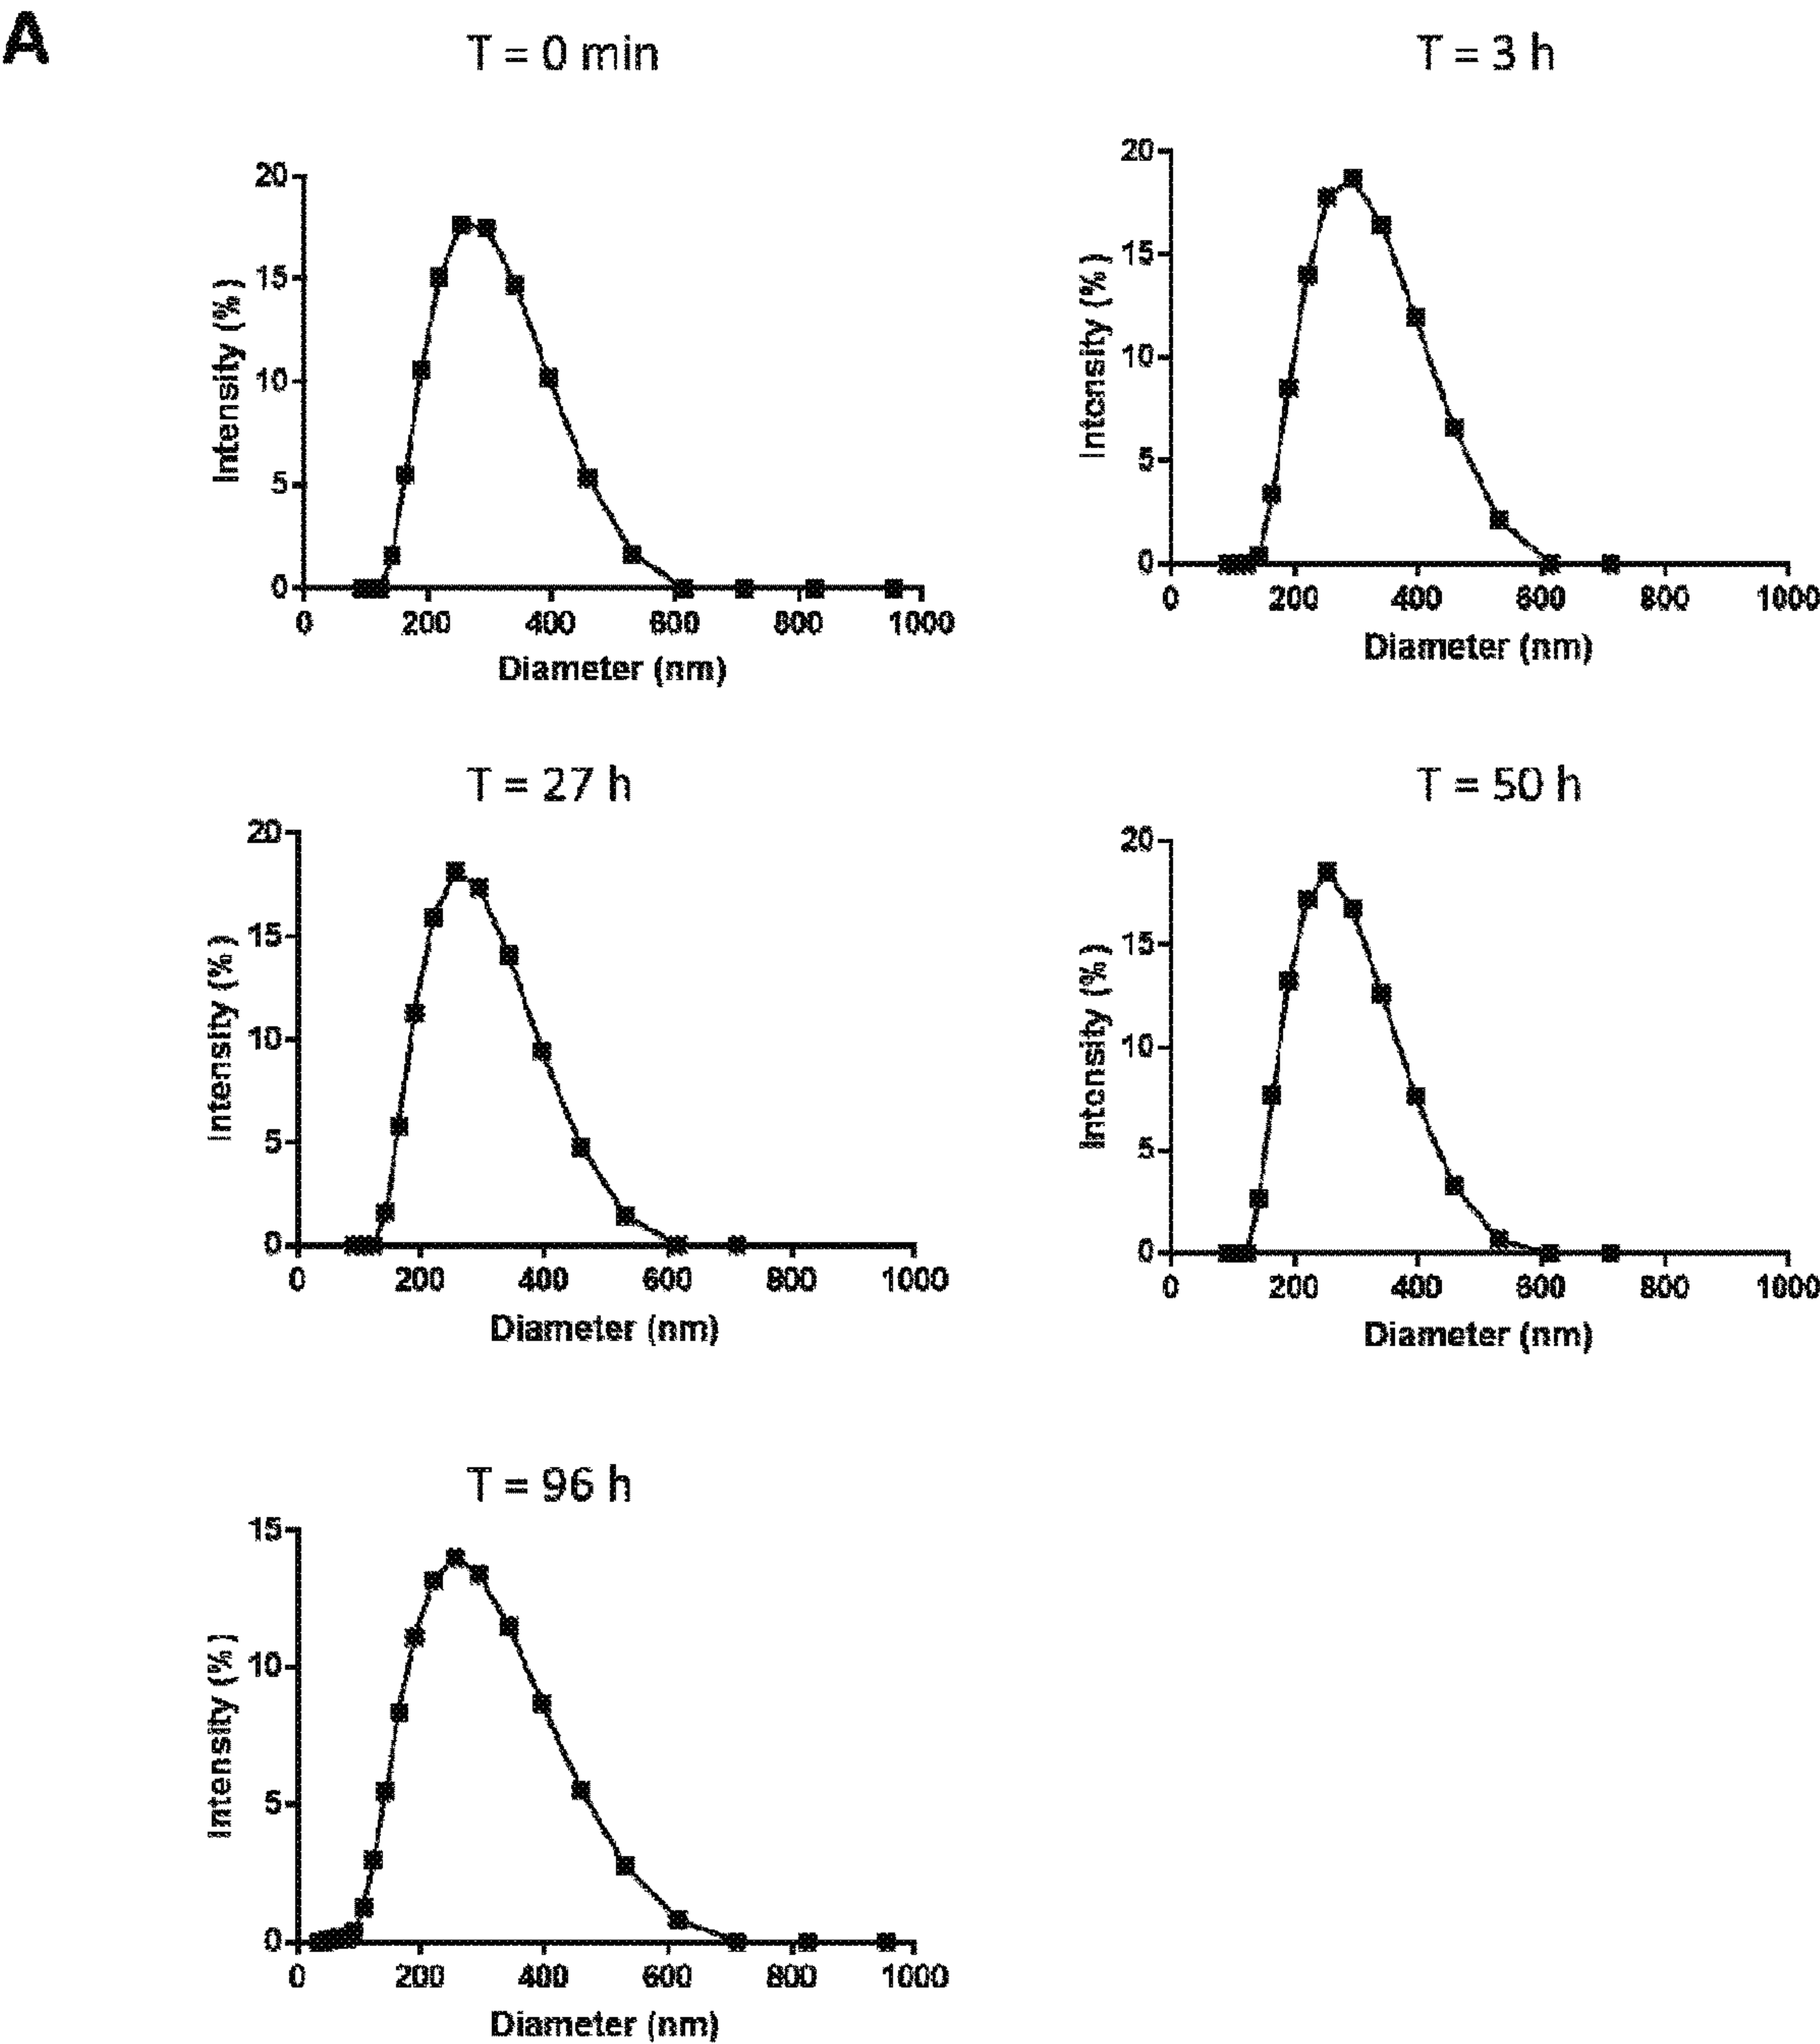 A
T = 0 min
20
15
10
5
0
0 200 400 600 800 1000
Intensity (%)
Diameter (nm)
T = 3 h
20
15
10
5
0
0 200 400 600 800 1000
Intensity (%)
Diameter (nm)
T = 27 h
20
15
10
5
0
0 200 400 600 800 1000
Intensity (%)
Diameter (nm)
T = 50 h
20
15
10
5
0
0 200 400 600 800 1000
Intensity (%)
Diameter (nm)
T = 96 h
15
10
5
0
0 200 400 600 800 1000
Intensity (%)
Diameter (nm)